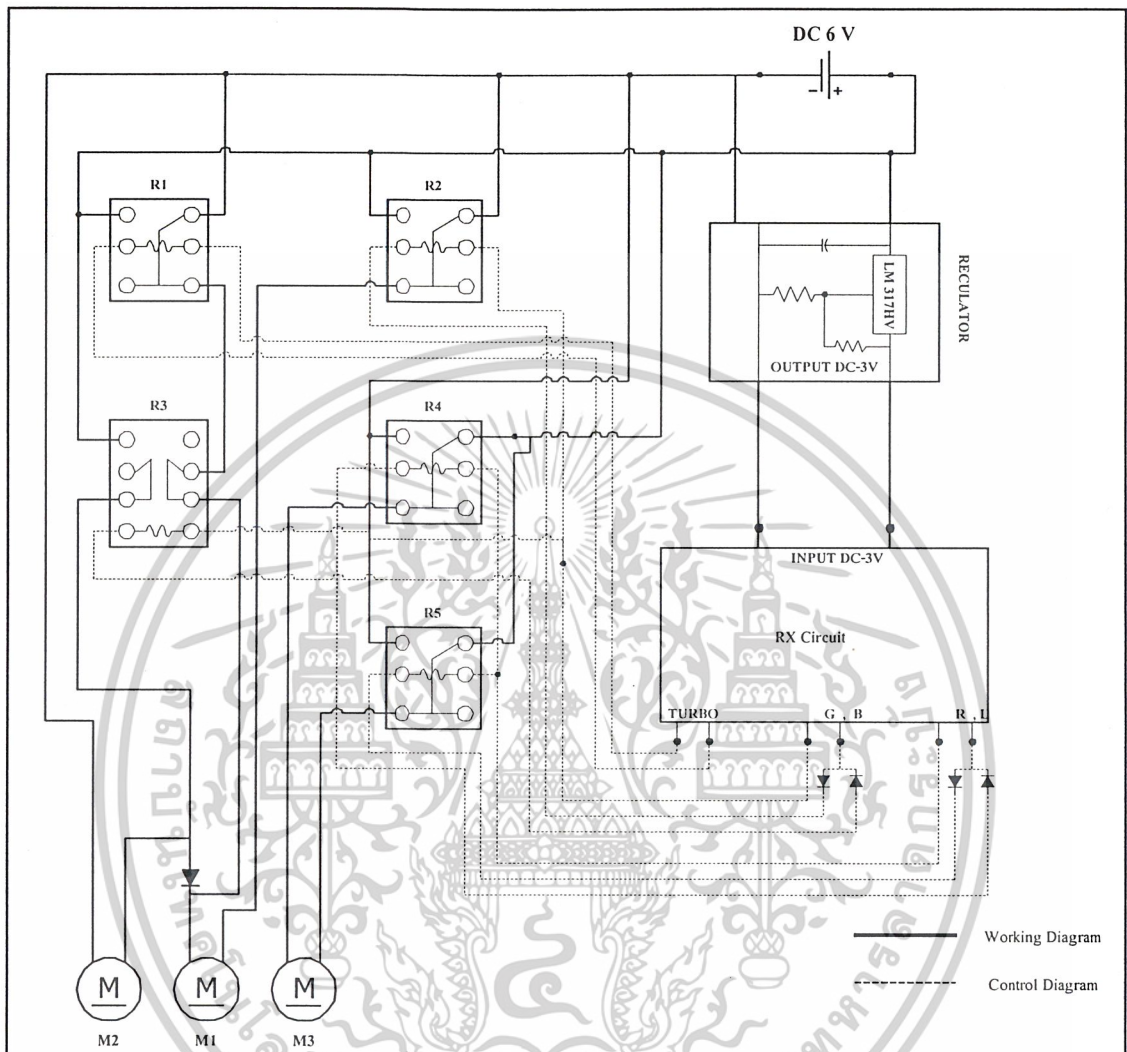 DC 6 V
- +
R1
R2
RECULATOR
LM 317HV
OUTPUT DC-3V
R3
R4
INPUT DC-3V
R5
RX Circuit
TURBO G , B R , L
Working Diagram
Control Diagram
M M M
M2 M1 M3